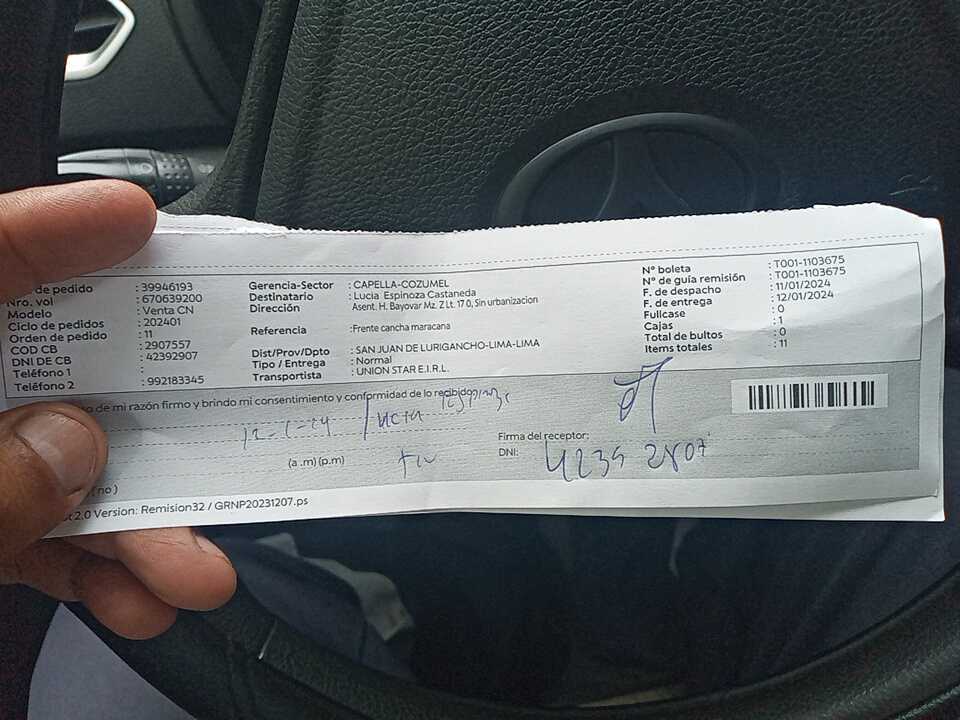 de pedido : 39946193
Nro. vol : 670639200
Modelo : Venta CN
Ciclo de pedidos : 202401
Orden de pedido : 11
COD CB : 2907557
DNI DE CB : 42392907
Teléfono 1 :
Teléfono 2 : 992183345
Gerencia-Sector : CAPELLA-COZUMEL
Destinatario : Lucia Espinoza Castaneda
Dirección Asent. H. Bayovar Mz. Z Lt. 17 0, Sin urbanizacion
Referencia :Frente cancha maracana
Dist/Prov/Dpto : SAN JUAN DE LURIGANCHO-LIMA-LIMA
Tipo / Entrega : Normal
Transportista : UNION STAR E.I.R.L.
N° boleta : T001-1103675
N° de guía remisión : T001-1103675
F. de despacho : 11/01/2024
F. de entrega : 12/01/2024
Fullcase : 0
Cajas : 1
Total de bultos : 0
Items totales : 11
de mi razón firmo y brindo mi consentimiento y conformidad de lo recibido
12-1-24 Lucia
(a .m) (p.m)
Firma del receptor:
DNI: 4239 2807
( no )
2.0 Version: Remision32 / GRNP20231207.ps